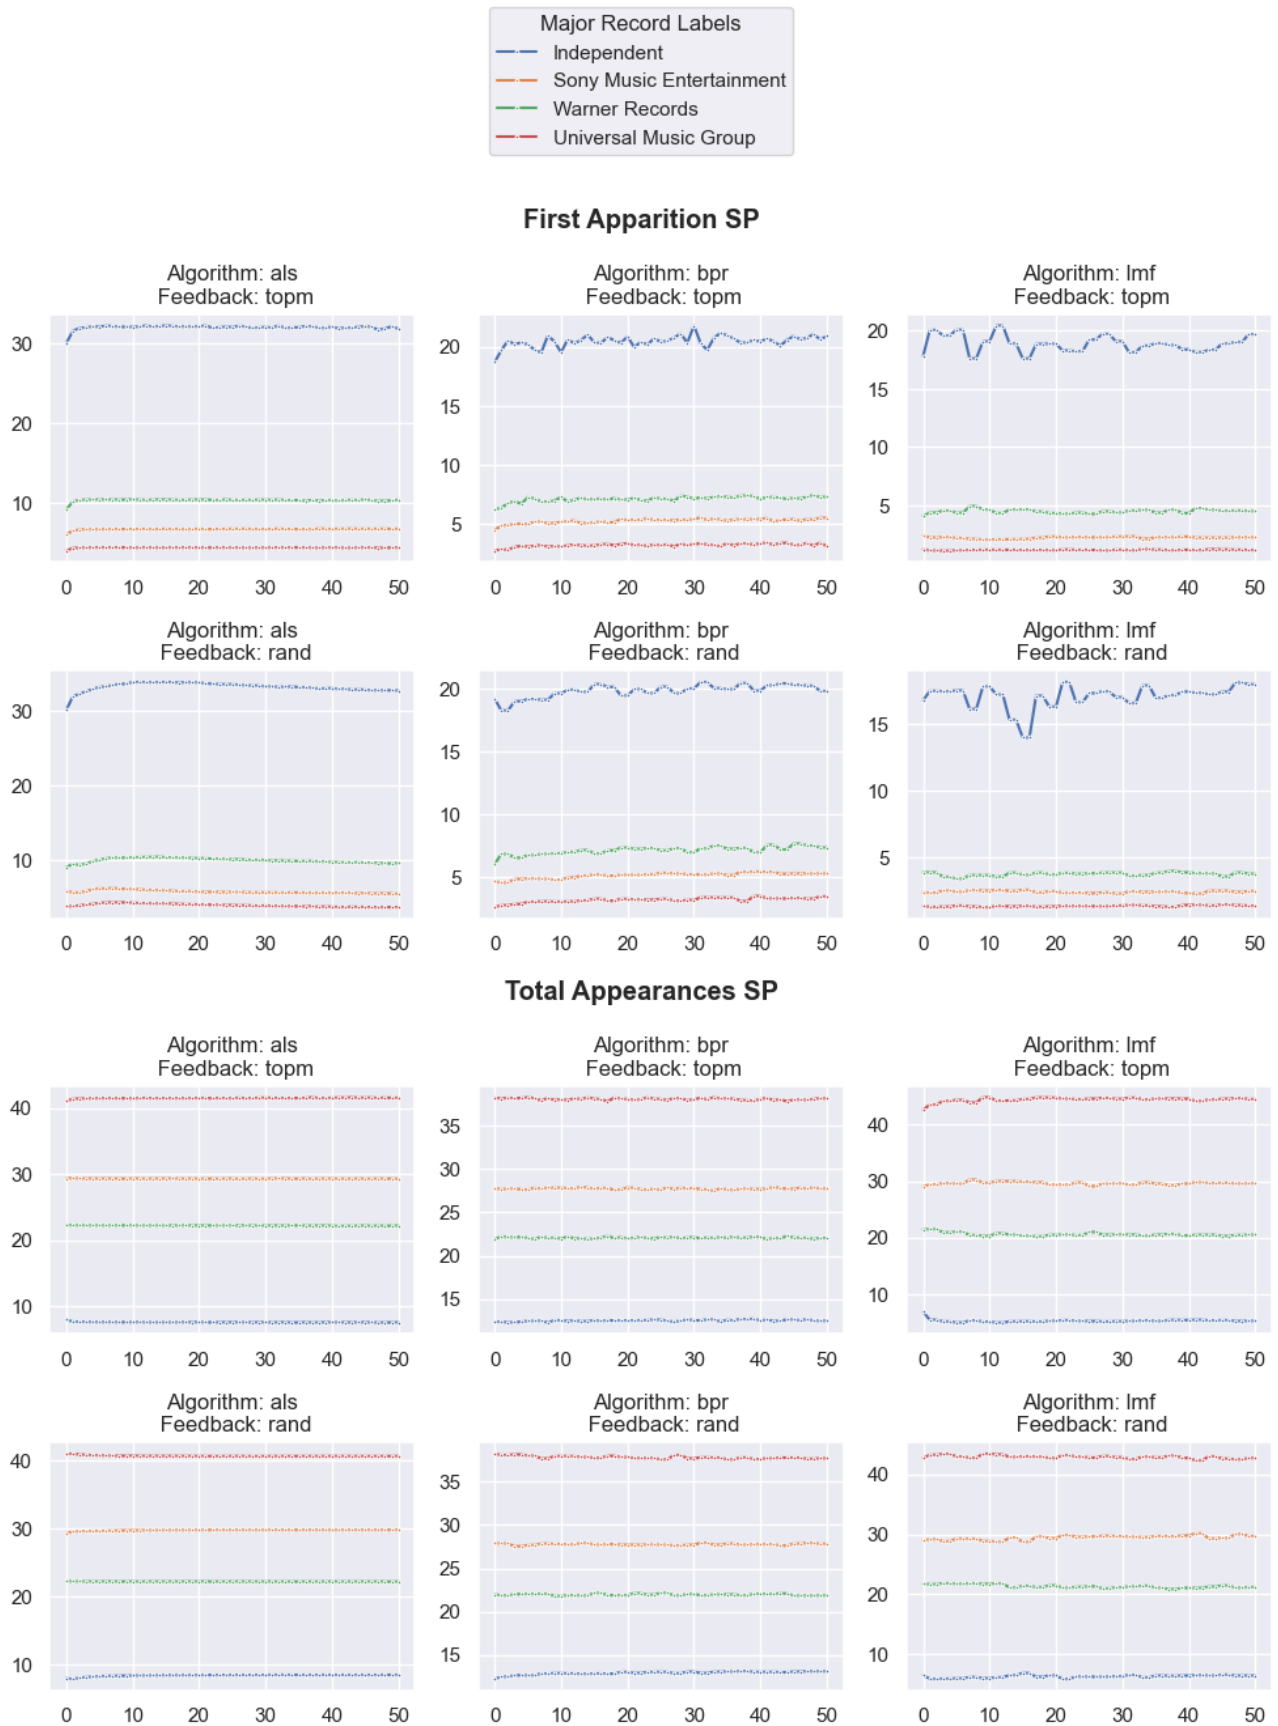 Major Record Labels
Independent
Sony Music Entertainment
Warner Records
Universal Music Group
First Apparition SP
Algorithm: als
Feedback: topm
30
20
10
0 10 20 30 40 50
Algorithm: bpr
Feedback: topm
20
15
10
5
0 10 20 30 40 50
Algorithm: lmf
Feedback: topm
20
15
10
5
0 10 20 30 40 50
Algorithm: als
Feedback: rand
30
20
10
0 10 20 30 40 50
Algorithm: bpr
Feedback: rand
20
15
10
5
0 10 20 30 40 50
Algorithm: lmf
Feedback: rand
15
10
5
0 10 20 30 40 50
Total Appearances SP
Algorithm: als
Feedback: topm
40
30
20
10
0 10 20 30 40 50
Algorithm: bpr
Feedback: topm
35
30
25
20
15
0 10 20 30 40 50
Algorithm: lmf
Feedback: topm
40
30
20
10
0 10 20 30 40 50
Algorithm: als
Feedback: rand
40
30
20
10
0 10 20 30 40 50
Algorithm: bpr
Feedback: rand
35
30
25
20
15
0 10 20 30 40 50
Algorithm: lmf
Feedback: rand
40
30
20
10
0 10 20 30 40 50